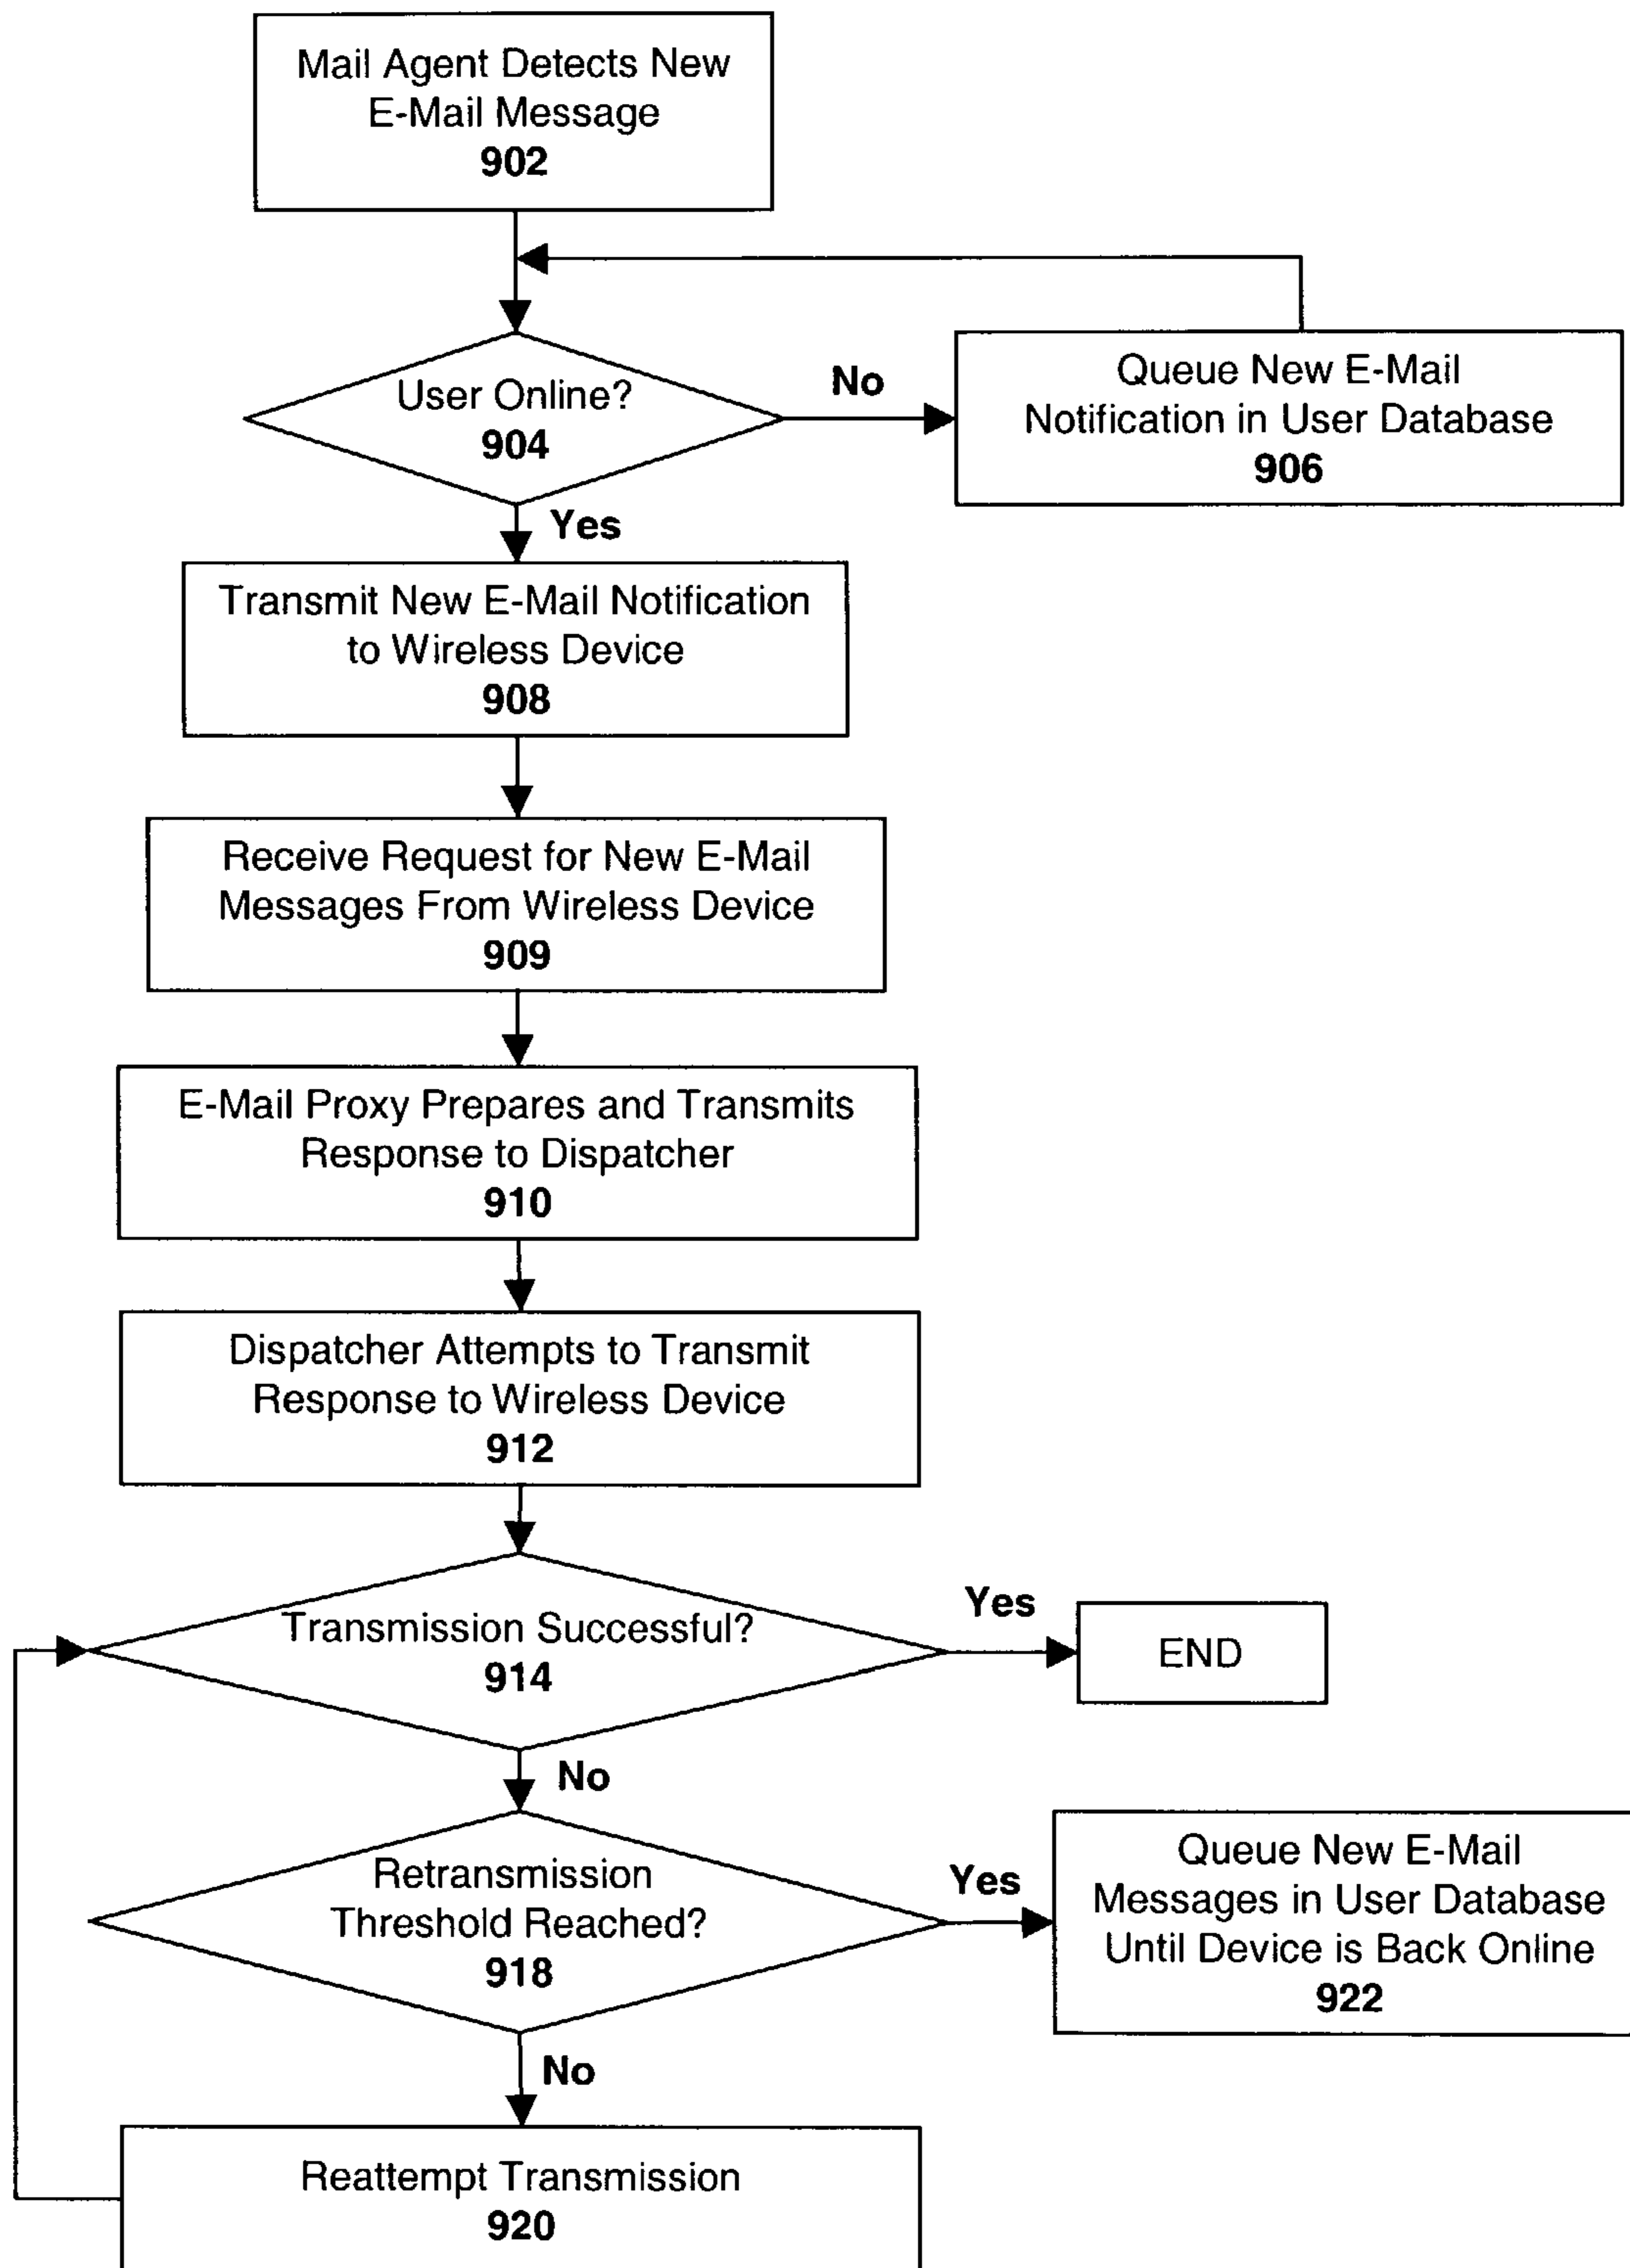 Mail Agent Detects New
E-Mail Message
902
User Online?
904
No
Queue New E-Mail
Notification in User Database
906
Yes
Transmit New E-Mail Notification
to Wireless Device
908
Receive Request for New E-Mail
Messages From Wireless Device
909
E-Mail Proxy Prepares and Transmits
Response to Dispatcher
910
Dispatcher Attempts to Transmit
Response to Wireless Device
912
Transmission Successful?
914
Yes
END
No
Retransmission
Threshold Reached?
918
Yes
Queue New E-Mail
Messages in User Database
Until Device is Back Online
922
No
Reattempt Transmission
920